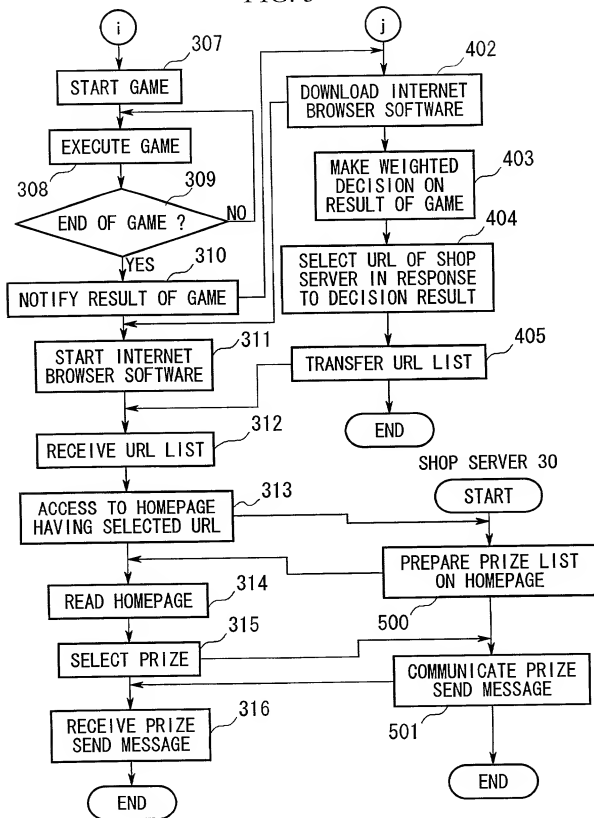 i
307
START GAME
EXECUTE GAME
308
309
END OF GAME ?
NO
YES
310
NOTIFY RESULT OF GAME
311
START INTERNET
BROWSER SOFTWARE
312
RECEIVE URL LIST
313
ACCESS TO HOMEPAGE
HAVING SELECTED URL
314
READ HOMEPAGE
315
SELECT PRIZE
316
RECEIVE PRIZE
SEND MESSAGE
END
j
402
DOWNLOAD INTERNET
BROWSER SOFTWARE
403
MAKE WEIGHTED
DECISION ON
RESULT OF GAME
404
SELECT URL OF SHOP
SERVER IN RESPONSE
TO DECISION RESULT
405
TRANSFER URL LIST
END
SHOP SERVER 30
START
PREPARE PRIZE LIST
ON HOMEPAGE
500
COMMUNICATE PRIZE
SEND MESSAGE
501
END